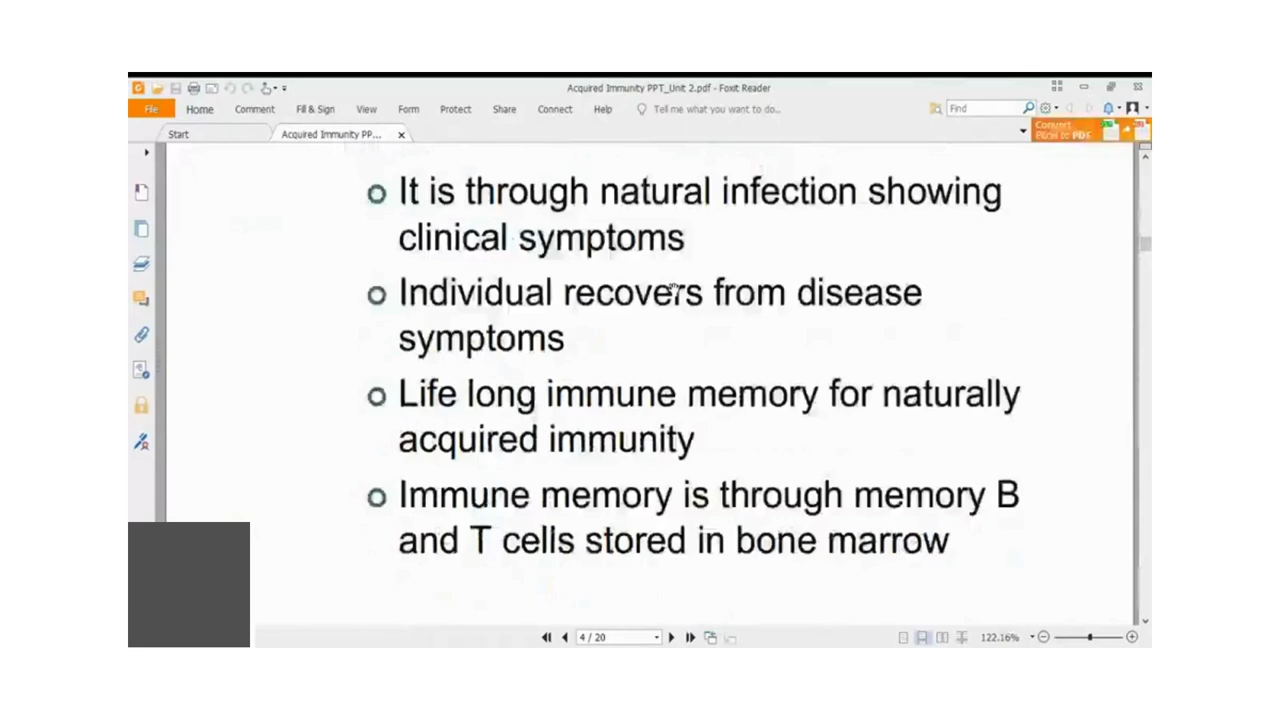 Acquired Immunity PPT_Unit 2.pdf - Foxit Reader
File Home Comment Fill & Sign View Form Protect Share Connect Help Tell me what you want to do.. Find
Start Acquired Immunity PP... Convert
to PDF
It is through natural infection showing
clinical symptoms
Individual recovers from disease
symptoms
Life long immune memory for naturally
acquired immunity
Immune memory is through memory B
and T cells stored in bone marrow
4 / 20 122.16%